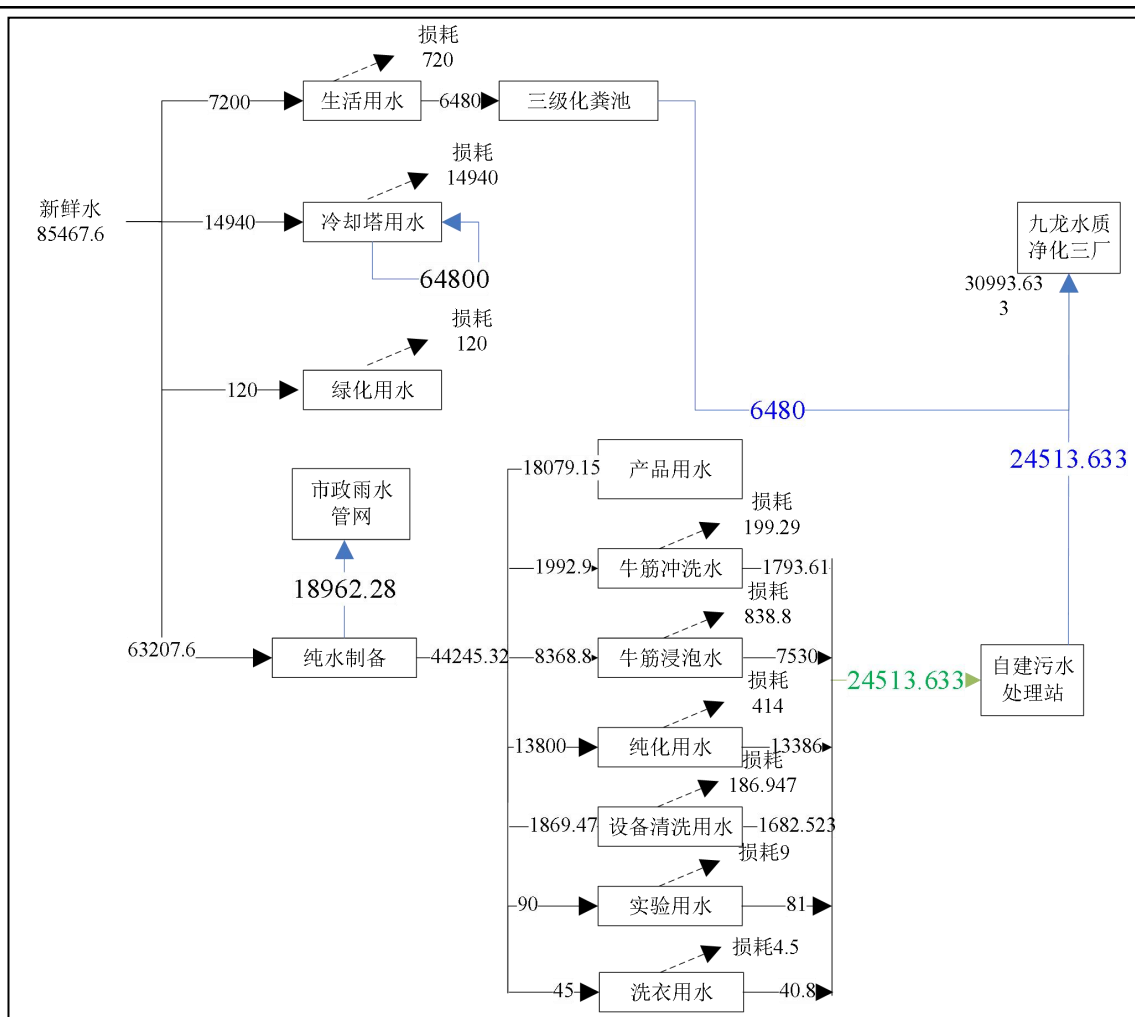 损耗
720
7200
生活用水
6480
三级化粪池
损耗
14940
新鲜水
85467.6
14940
冷却塔用水
64800
九龙水质
净化三厂
30993.63
3
损耗
120
120
绿化用水
6480
24513.633
市政雨水
管网
18962.28
63207.6
纯水制备
44245.32
18079.15
产品用水
损耗
199.29
1992.9
牛筋冲洗水
1793.61
损耗
838.8
8368.8
牛筋浸泡水
7530
24513.633
自建污水
处理站
损耗
414
13800
纯化用水
13386
损耗
186.947
1869.47
设备清洗用水
1682.523
损耗9
90
实验用水
81
损耗4.5
45
洗衣用水
40.8